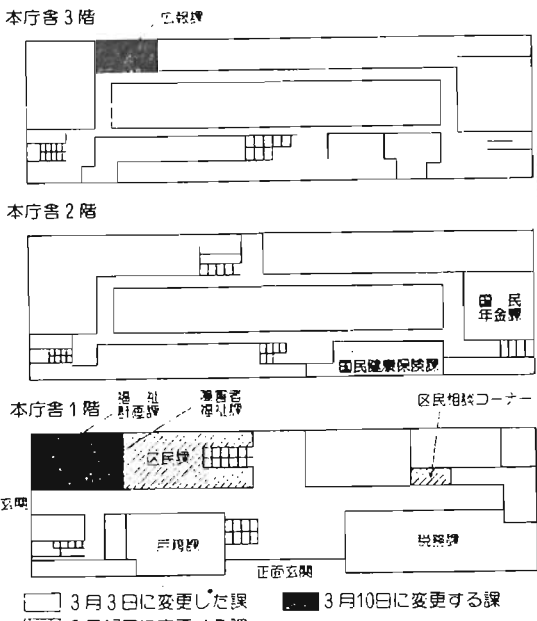 本庁舎3階
広報課
本庁舎2階
国民
年金課
国民健康保険課
本庁舎1階
福祉
計画課
障害者
福祉課
区民相談コーナー
区民課
玄関
戸籍課
税務課
正面玄関
3月3日に変更した課
3月10日に変更する課